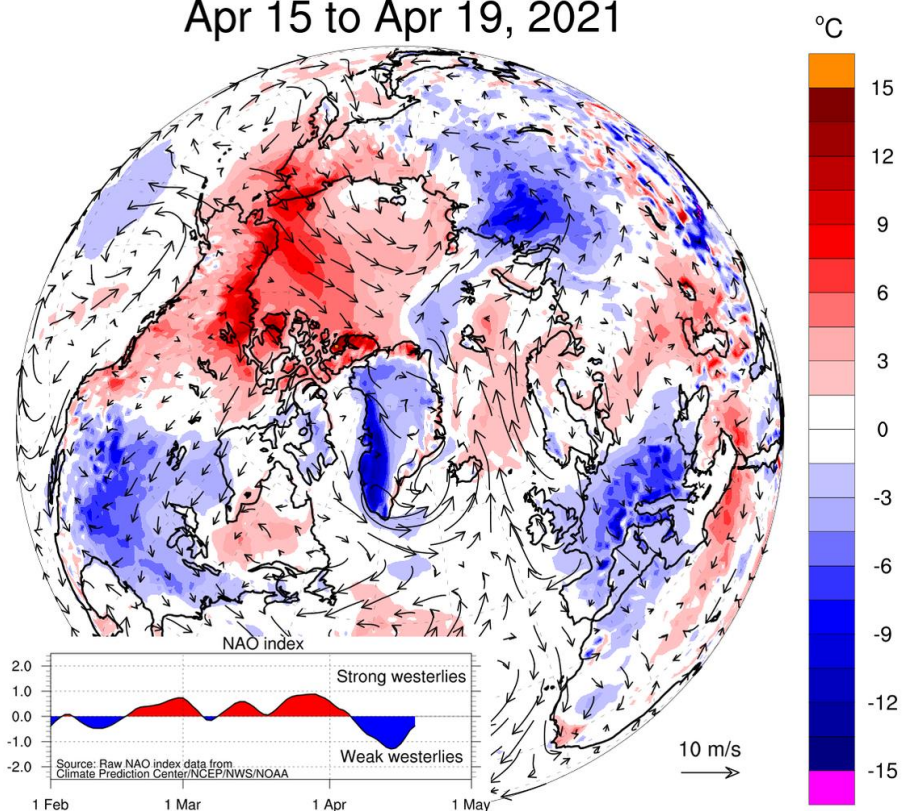 Apr 15 to Apr 19, 2021
ºC
15
12
9
6
3
0
-3
-6
-9
-12
-15
NAO index
2.0
1.0
0.0
-1.0
-2.0
Strong westerlies
Weak westerlies
Source: Raw NAO index data from
Climate Prediction Center/NCEP/NWS/NOAA
1 Feb 1 Mar 1 Apr 1 May
10 m/s